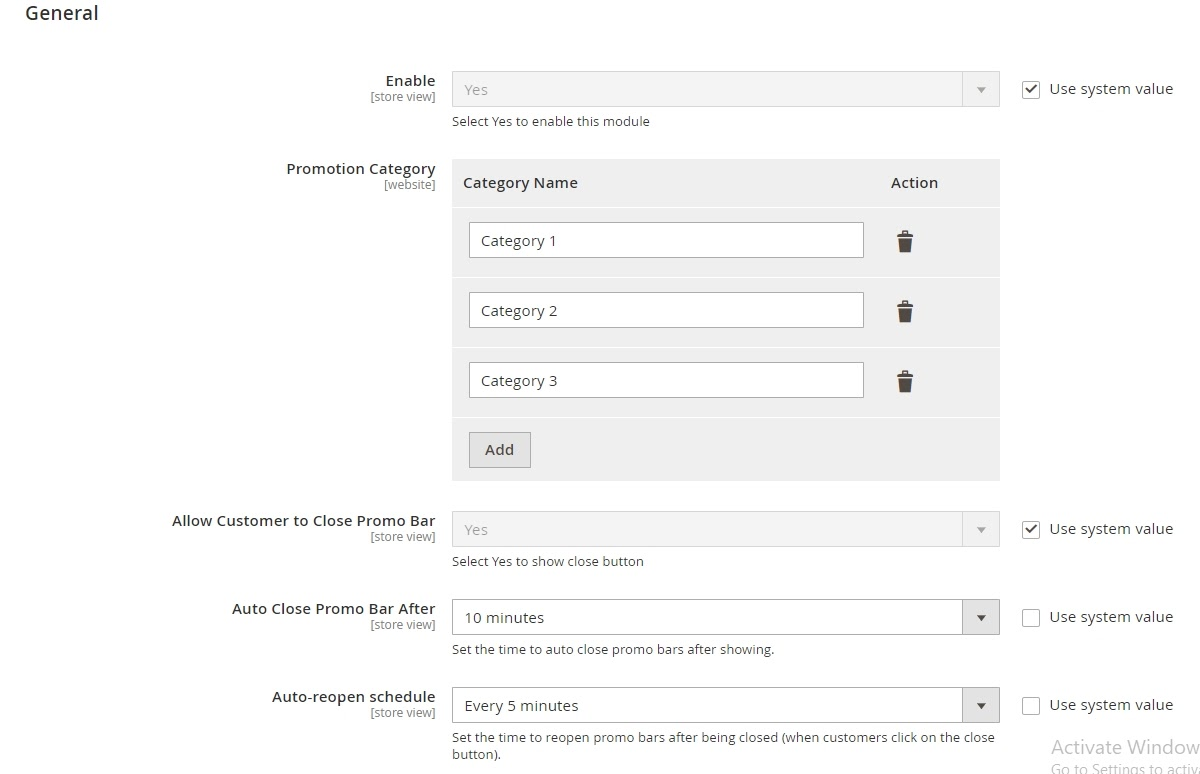 General
Enable
[store view]
Yes
Use system value
Select Yes to enable this module
Promotion Category
[website]
Category Name Action
Category 1
Category 2
Category 3
Add
Allow Customer to Close Promo Bar
[store view]
Yes
Use system value
Select Yes to show close button
Auto Close Promo Bar After
[store view]
10 minutes
Use system value
Set the time to auto close promo bars after showing.
Auto-reopen schedule
[store view]
Every 5 minutes
Use system value
Set the time to reopen promo bars after being closed (when customers click on the close
button).
Activate Window
Go to Settings to activa